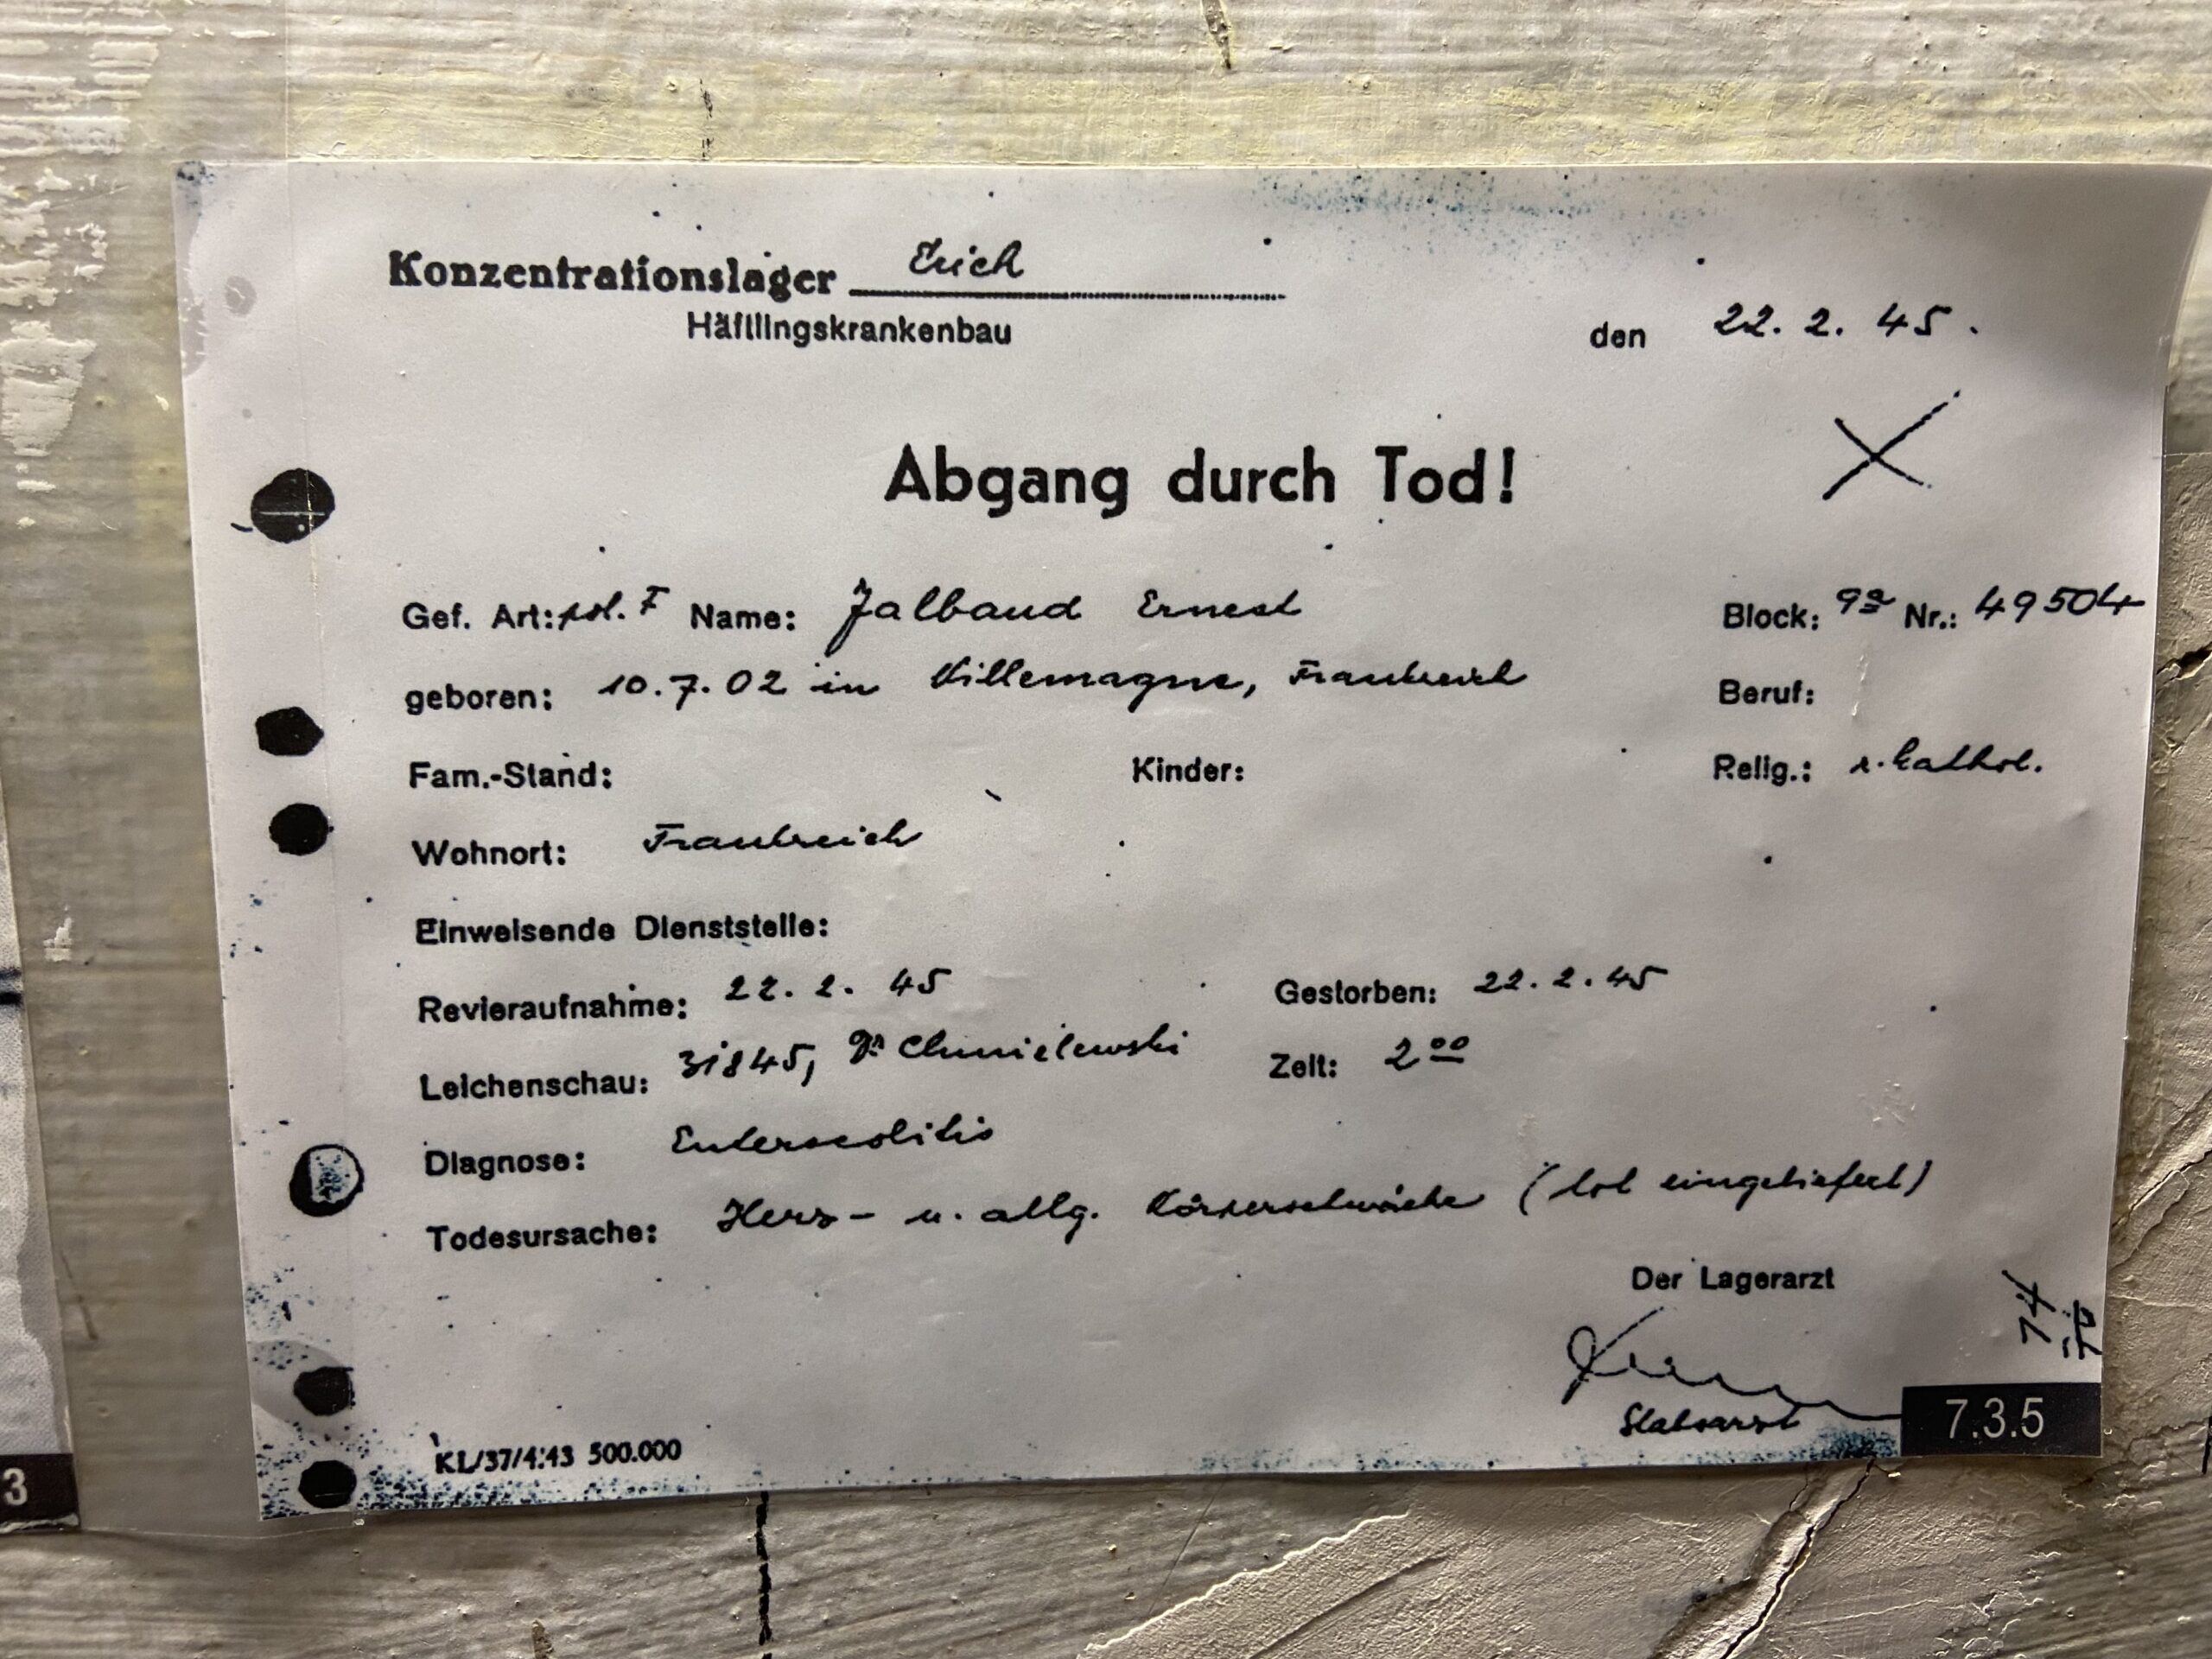 Konzentrationslager Erich
Häftlingskrankenbau
den 22. 2. 45.
Abgang durch Tod!
Gef. Art: pol. F Name: Jalbaud Ernest Block: 9a Nr.: 49504
geboren: 10.7.02 in Villemagne, Frankreich Beruf:
Fam.-Stand: Kinder: Relig.: r. kathol.
Wohnort: Frankreich
Einweisende Dienststelle:
Revieraufnahme: 22. 2. 45 Gestorben: 22. 2. 45
Leichenschau: 31845, Dr Chmielewski Zeit: 2⁰⁰
Diagnose: Enterocolitis
Todesursache: Herz- u. allg. Körperschwäche (tot eingeliefert)
Der Lagerarzt
Stabsarzt
KL/37/4.43 500.000
7.3.5
3